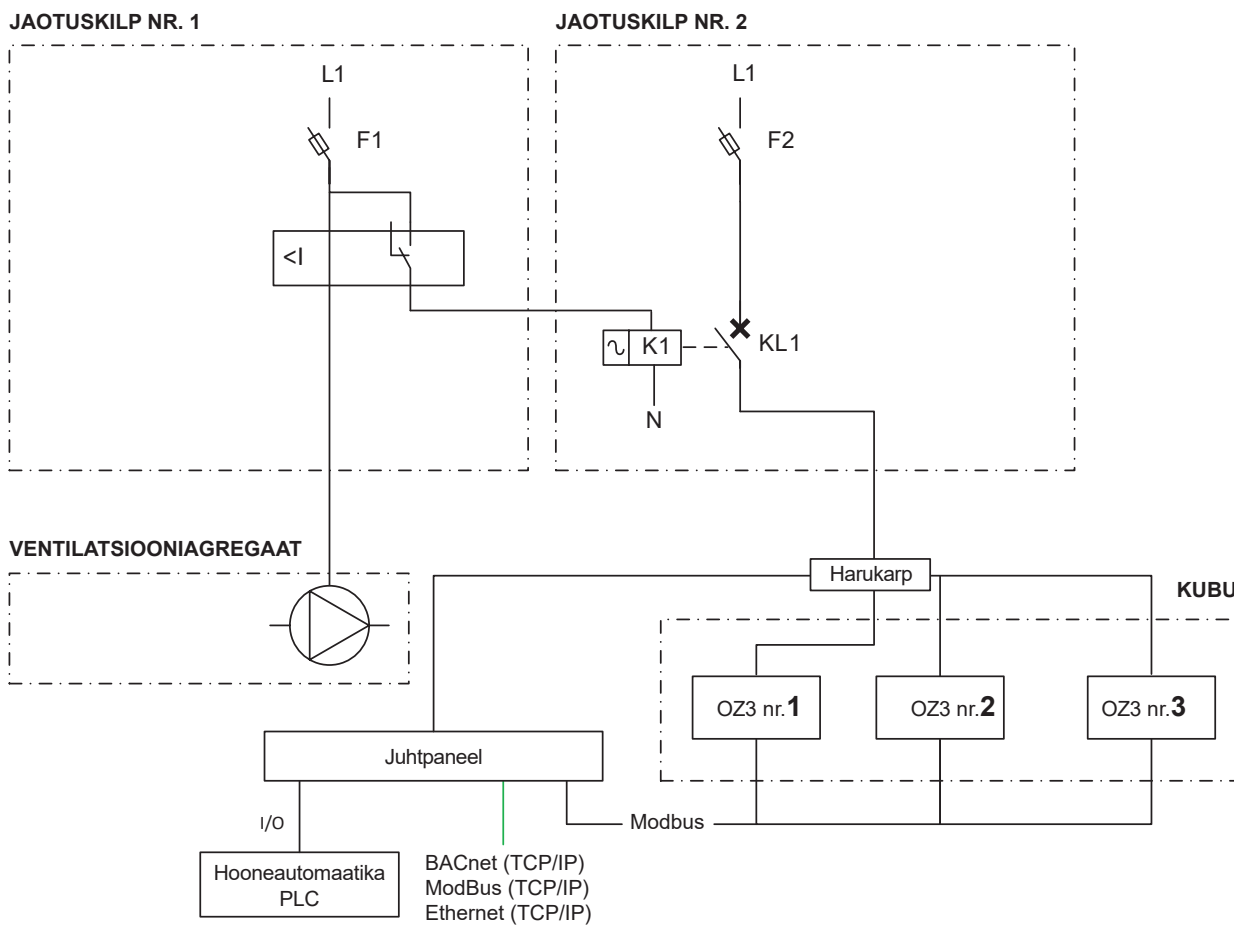 JAOTUSKILP NR. 1
JAOTUSKILP NR. 2
L1
L1
F1
F2
<I
K1
KL1
N
VENTILATSIOONIAGREGAAT
Harukarp
KUBU
OZ3 nr.1
OZ3 nr.2
OZ3 nr.3
Juhtpaneel
I/O
Modbus
Hooneautomaatika
PLC
BACnet (TCP/IP)
ModBus (TCP/IP)
Ethernet (TCP/IP)